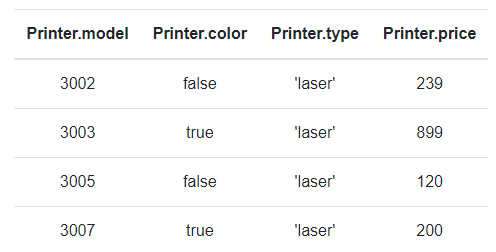 Printer.model Printer.color Printer.type Printer.price
3002 false 'laser' 239
3003 true 'laser' 899
3005 false 'laser' 120
3007 true 'laser' 200